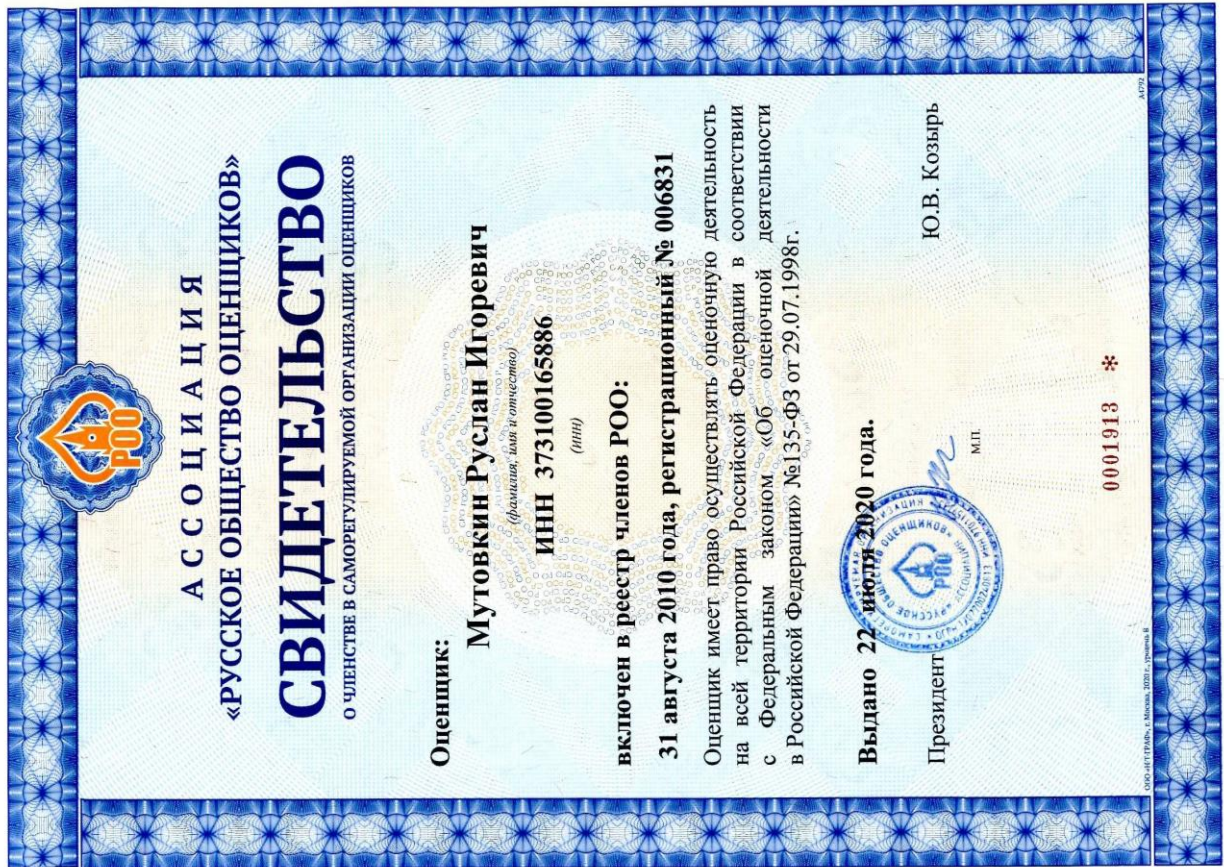 РОО
АССОЦИАЦИЯ
«РУССКОЕ ОБЩЕСТВО ОЦЕНЩИКОВ»
СВИДЕТЕЛЬСТВО
О ЧЛЕНСТВЕ В САМОРЕГУЛИРУЕМОЙ ОРГАНИЗАЦИИ ОЦЕНЩИКОВ
Оценщик:
Мутовкин Руслан Игоревич
(фамилия, имя и отчество)
ИНН 373100165886
(инн)
включен в реестр членов РОО:
31 августа 2010 года, регистрационный № 006831
Оценщик имеет право осуществлять оценочную деятельность
на всей территории Российской Федерации в соответствии
с Федеральным законом «Об оценочной деятельности
в Российской Федерации» №135-ФЗ от 29.07.1998г.
Выдано 22 июля 2020 года.
Президент
Ю.В. Козырь
М.П.
РОО
0001913 *
А4792